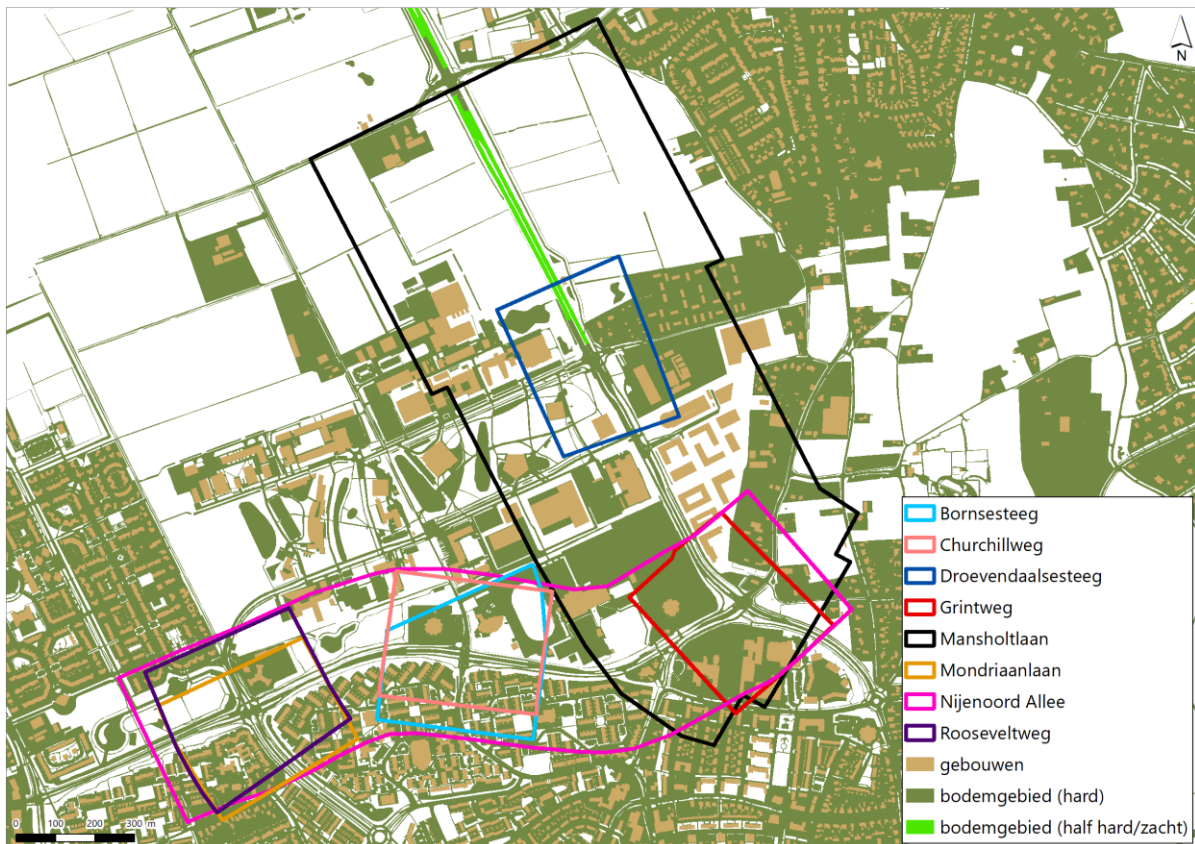 N
Bornsesteeg
Churchillweg
Droevendaalsesteeg
Grintweg
Mansholtlaan
Mondriaanlaan
Nijenoord Allee
Rooseveltweg
gebouwen
bodemgebied (hard)
bodemgebied (half hard/zacht)
0 100 200 300 m